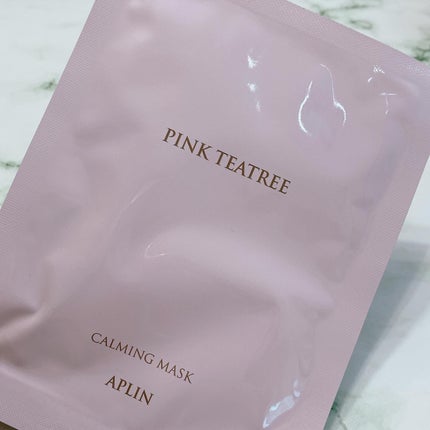 PINK TEATREE
CALMING MASK
APLIN